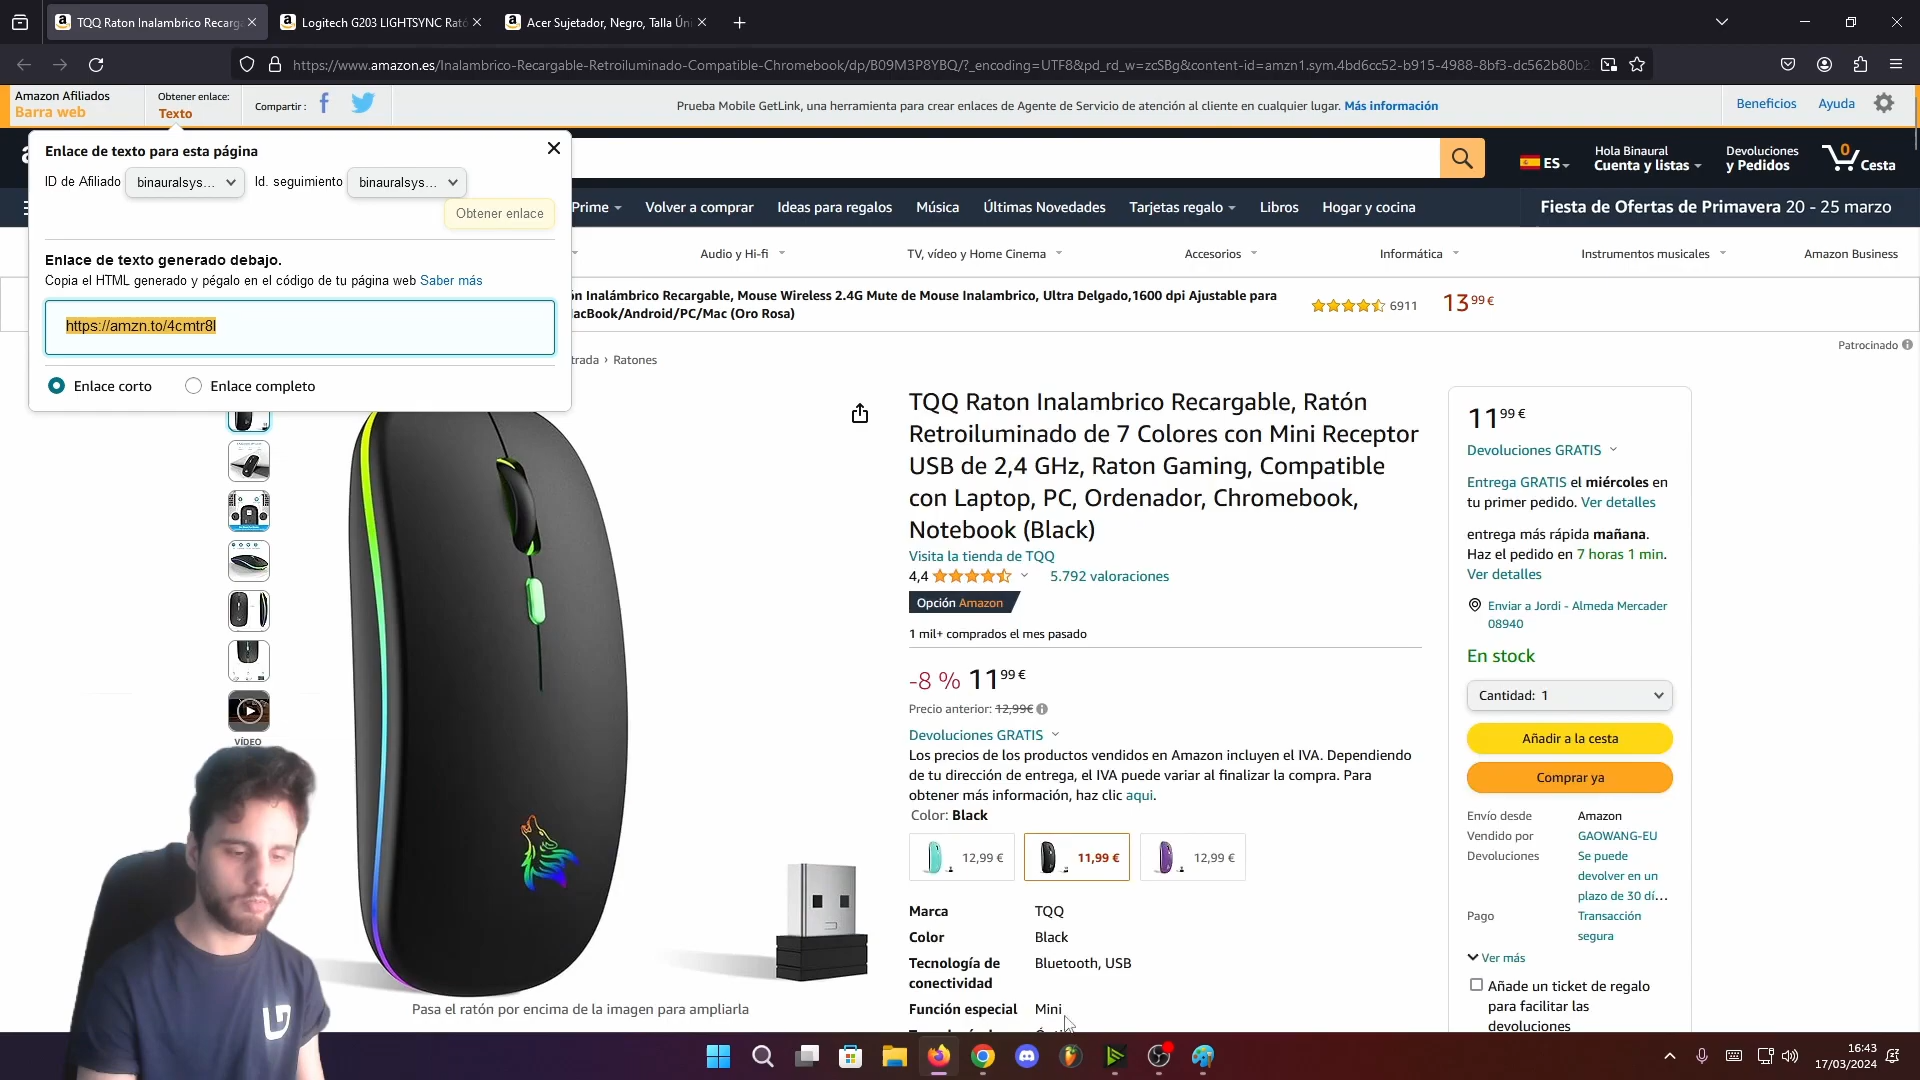 TQQ Raton Inalambrico Recarg
Logitech G203 LIGHTSYNC Rató
Acer Sujetador, Negro, Talla Ún
https://www.amazon.es/Inalambrico-Recargable-Retroiluminado-Compatible-Chromebook/dp/B09M3P8YBQ/?_encoding=UTF8&pd_rd_w=zcSBg&content-id=amzn1.sym.4bd6cc52-b915-4988-8bf3-dc562b80b2
Amazon Afiliados
Barra web
Obtener enlace:
Texto
Compartir :
Prueba Mobile GetLink, una herramienta para crear enlaces de Agente de Servicio de atención al cliente en cualquier lugar. Más información
Beneficios
Ayuda
Enlace de texto para esta página
ID de Afiliado
binauralsys...
Id. seguimiento
binauralsys...
Obtener enlace
Enlace de texto generado debajo.
Copia el HTML generado y pégalo en el código de tu página web Saber más
https://amzn.to/4cmtr8l
Enlace corto
Enlace completo
ES
Hola Binaural
Cuenta y listas
Devoluciones
y Pedidos
0
Cesta
Prime
Volver a comprar
Ideas para regalos
Música
Últimas Novedades
Tarjetas regalo
Libros
Hogar y cocina
Fiesta de Ofertas de Primavera 20 - 25 marzo
Audio y Hi-fi
TV, vídeo y Home Cinema
Accesorios
Informática
Instrumentos musicales
Amazon Business
ón Inalámbrico Recargable, Mouse Wireless 2.4G Mute de Mouse Inalambrico, Ultra Delgado,1600 dpi Ajustable para
acBook/Android/PC/Mac (Oro Rosa)
6911
13,99 €
Patrocinado
trada › Ratones
TQQ Raton Inalambrico Recargable, Ratón
Retroiluminado de 7 Colores con Mini Receptor
USB de 2,4 GHz, Raton Gaming, Compatible
con Laptop, PC, Ordenador, Chromebook,
Notebook (Black)
Visita la tienda de TQQ
4,4
5.792 valoraciones
Opción Amazon
1 mil+ comprados el mes pasado
-8 % 11 99 €
Precio anterior: 12,99€
Devoluciones GRATIS
Los precios de los productos vendidos en Amazon incluyen el IVA. Dependiendo
de tu dirección de entrega, el IVA puede variar al finalizar la compra. Para
obtener más información, haz clic aqui.
Color: Black
12,99 €
11,99 €
12,99 €
Marca TQQ
Color Black
Tecnología de Bluetooth, USB
conectividad
Función especial Mini
VÍDEO
Pasa el ratón por encima de la imagen para ampliarla
11 99 €
Devoluciones GRATIS
Entrega GRATIS el miércoles en
tu primer pedido. Ver detalles
entrega más rápida mañana.
Haz el pedido en 7 horas 1 min.
Ver detalles
Enviar a Jordi - Almeda Mercader
08940
En stock
Cantidad: 1
Añadir a la cesta
Comprar ya
Envío desde Amazon
Vendido por GAOWANG-EU
Devoluciones Se puede
devolver en un
plazo de 30 dí...
Pago Transacción
segura
Ver más
Añade un ticket de regalo
para facilitar las
devoluciones
16:43
17/03/2024